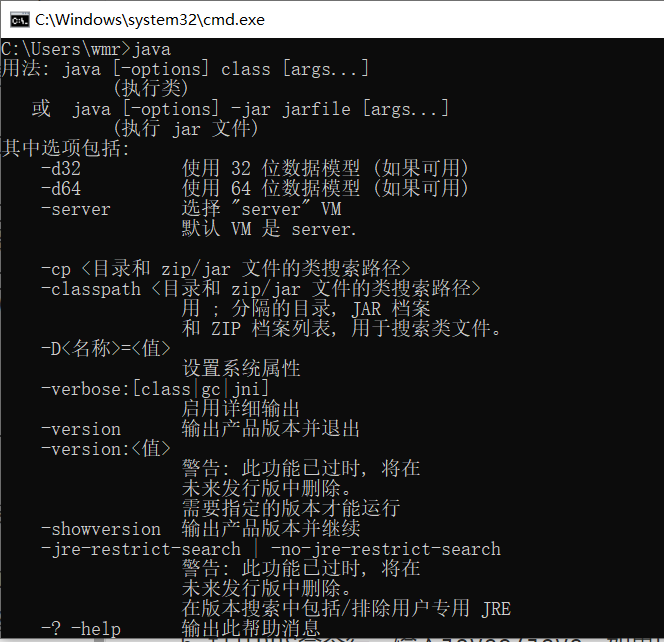 C:\Windows\system32\cmd.exe
C:\Users\wmr>java
用法: java [-options] class [args...]
(执行类)
或 java [-options] -jar jarfile [args...]
(执行 jar 文件)
其中选项包括:
-d32 使用 32 位数据模型 (如果可用)
-d64 使用 64 位数据模型 (如果可用)
-server 选择 "server" VM
默认 VM 是 server.
-cp <目录和 zip/jar 文件的类搜索路径>
-classpath <目录和 zip/jar 文件的类搜索路径>
用 ; 分隔的目录, JAR 档案
和 ZIP 档案列表, 用于搜索类文件。
-D<名称>=<值>
设置系统属性
-verbose:[class|gc|jni]
启用详细输出
-version 输出产品版本并退出
-version:<值>
警告: 此功能已过时, 将在
未来发行版中删除。
需要指定的版本才能运行
-showversion 输出产品版本并继续
-jre-restrict-search | -no-jre-restrict-search
警告: 此功能已过时, 将在
未来发行版中删除。
在版本搜索中包括/排除用户专用 JRE
-? -help 输出此帮助消息